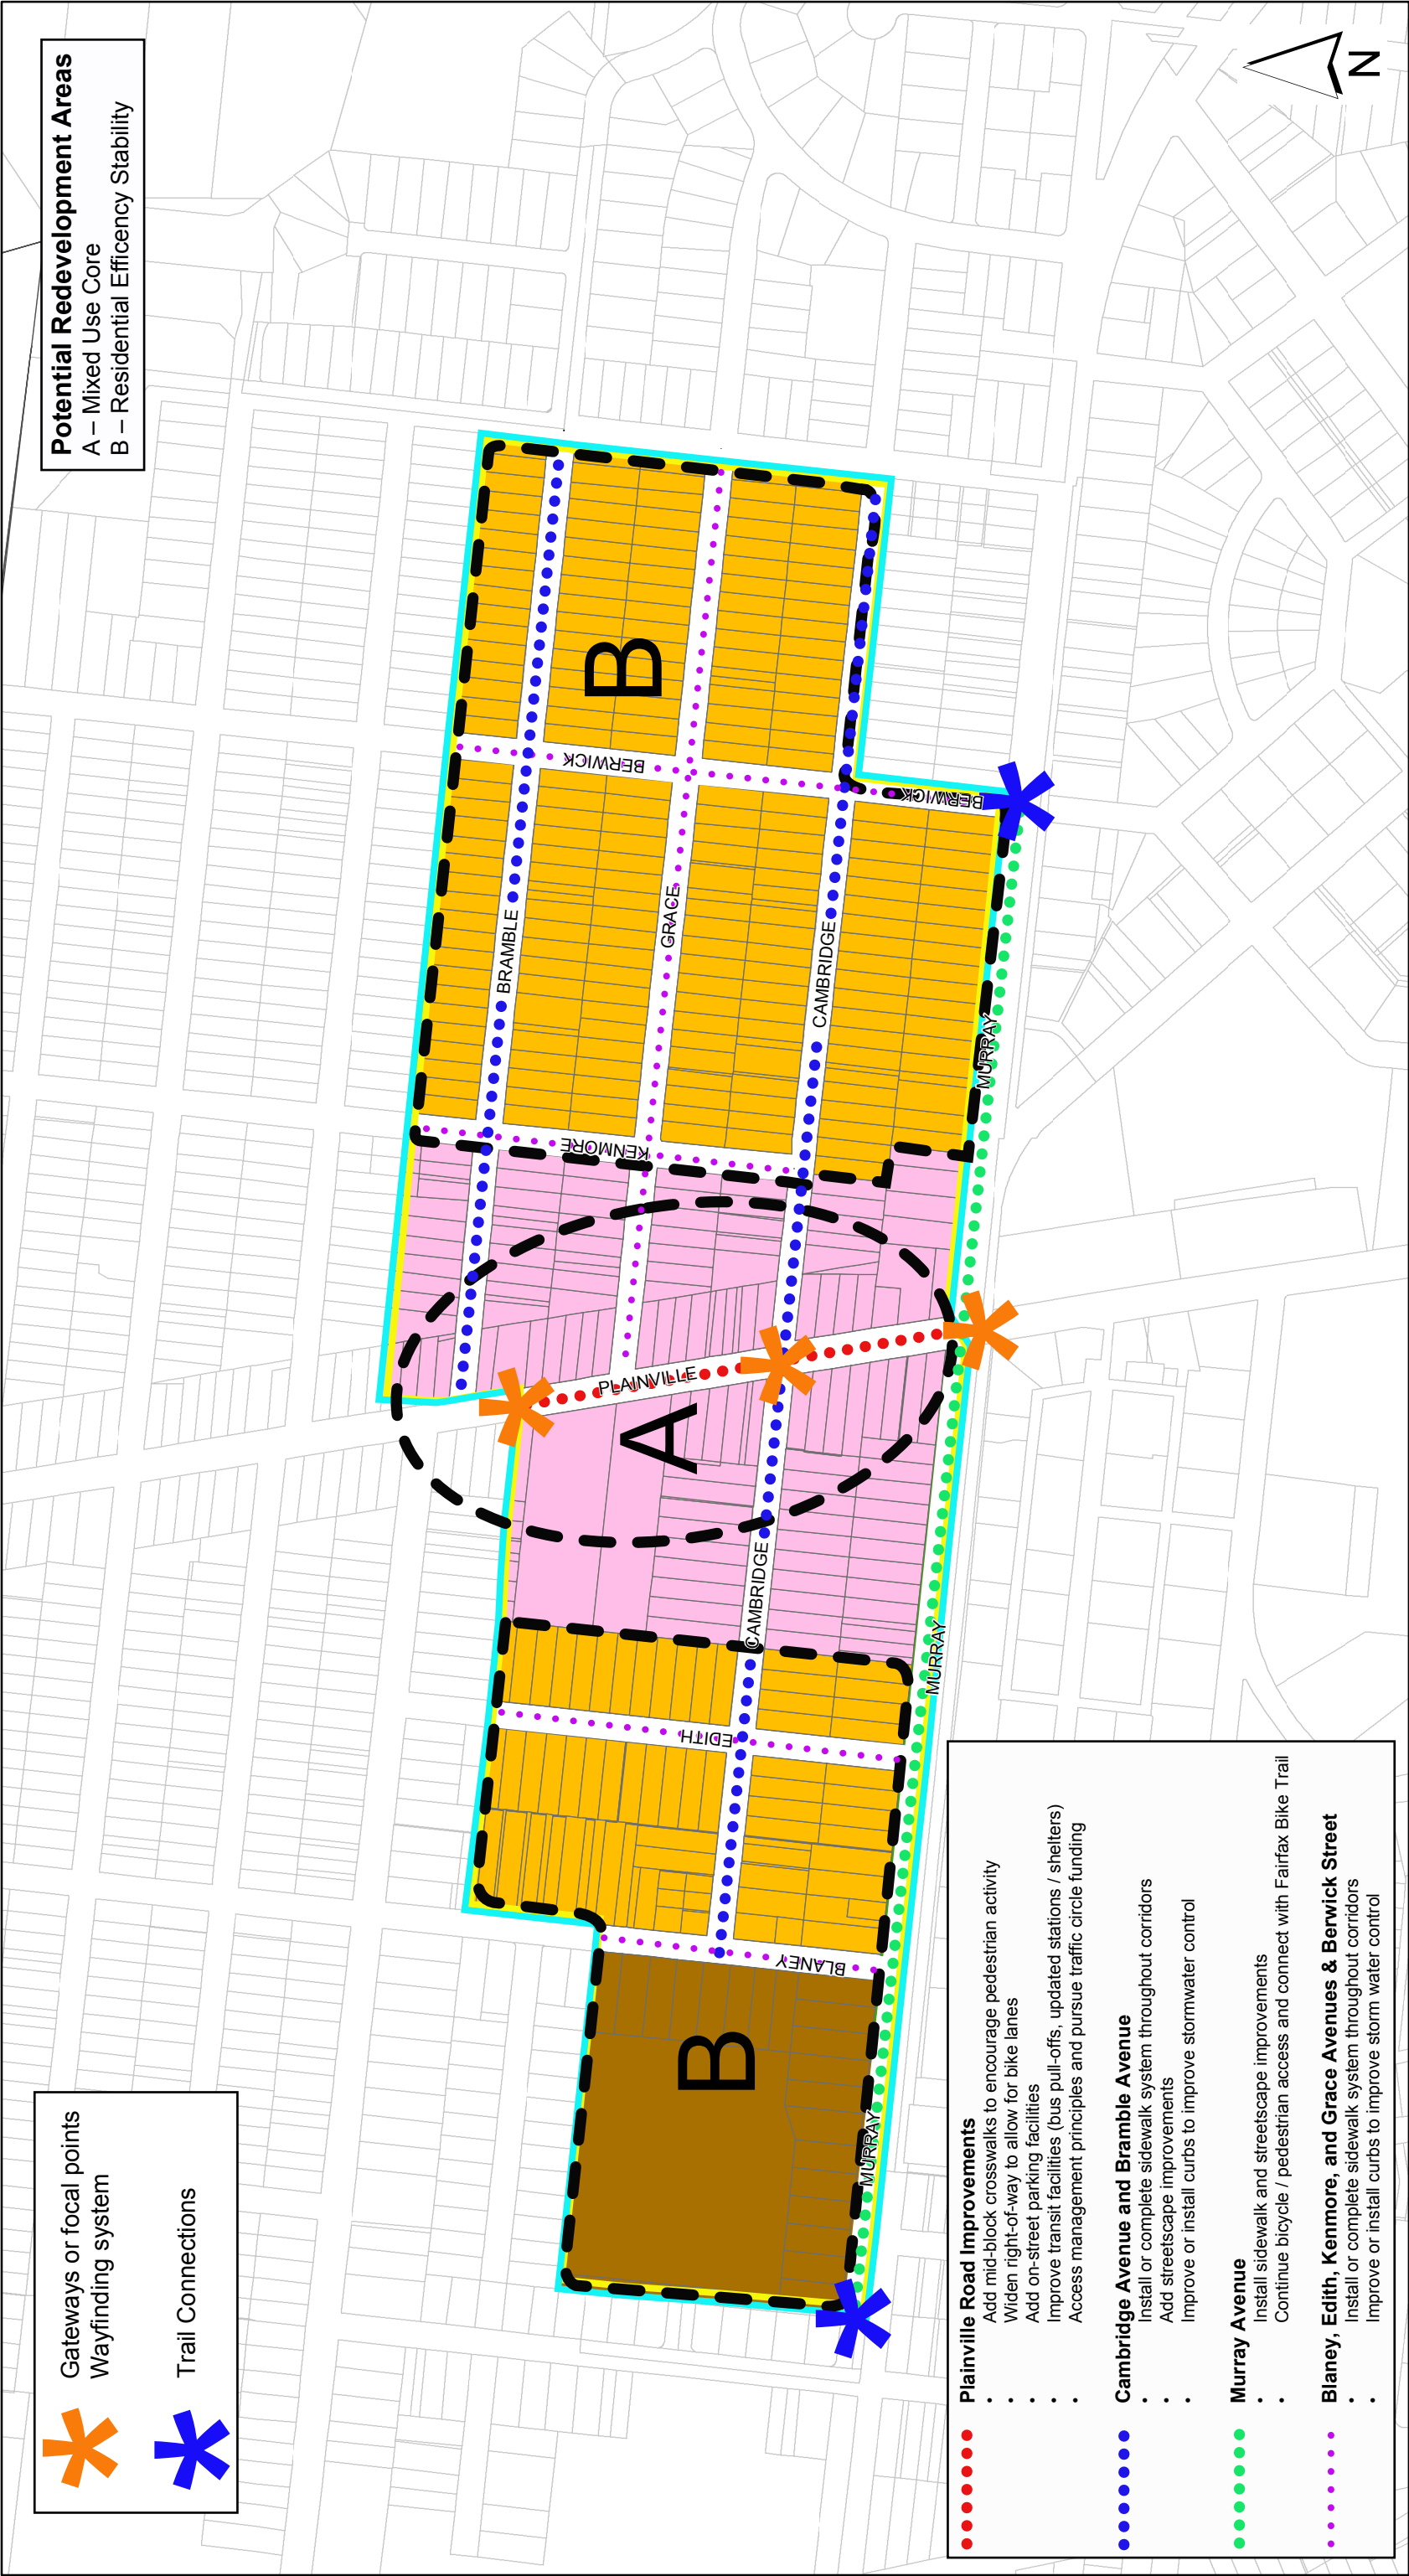 Potential Redevelopment Areas
A – Mixed Use Core
B – Residential Efficency Stability
N
Gateways or focal points
Wayfinding system
Trail Connections
BRAMBLE
GRACE
CAMBRIDGE
CAMBRIDGE
BERWICK
BERWICK
KENMORE
PLAINVILLE
EDITH
BLANEY
MURRAY
MURRAY
MURRAY
B
A
B
Plainville Road Improvements
• Add mid-block crosswalks to encourage pedestrian activity
• Widen right-of-way to allow for bike lanes
• Add on-street parking facilities
• Improve transit facilities (bus pull-offs, updated stations / shelters)
• Access management principles and pursue traffic circle funding
Cambridge Avenue and Bramble Avenue
• Install or complete sidewalk system throughout corridors
• Add streetscape improvements
• Improve or install curbs to improve stormwater control
Murray Avenue
• Install sidewalk and streetscape improvements
• Continue bicycle / pedestrian access and connect with Fairfax Bike Trail
Blaney, Edith, Kenmore, and Grace Avenues & Berwick Street
• Install or complete sidewalk system throughout corridors
• Improve or install curbs to improve storm water control